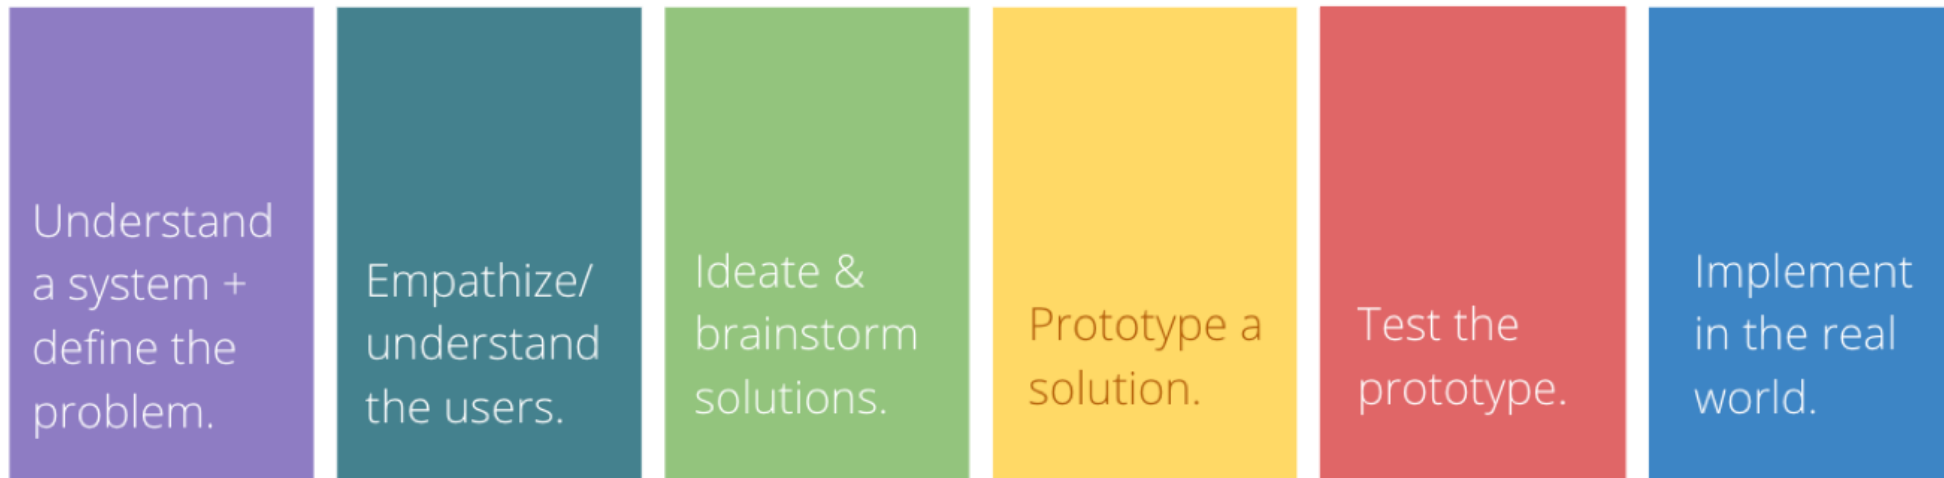 Understand
a system +
define the
problem.
Empathize/
understand
the users.
Ideate &
brainstorm
solutions.
Prototype a
solution.
Test the
prototype.
Implement
in the real
world.